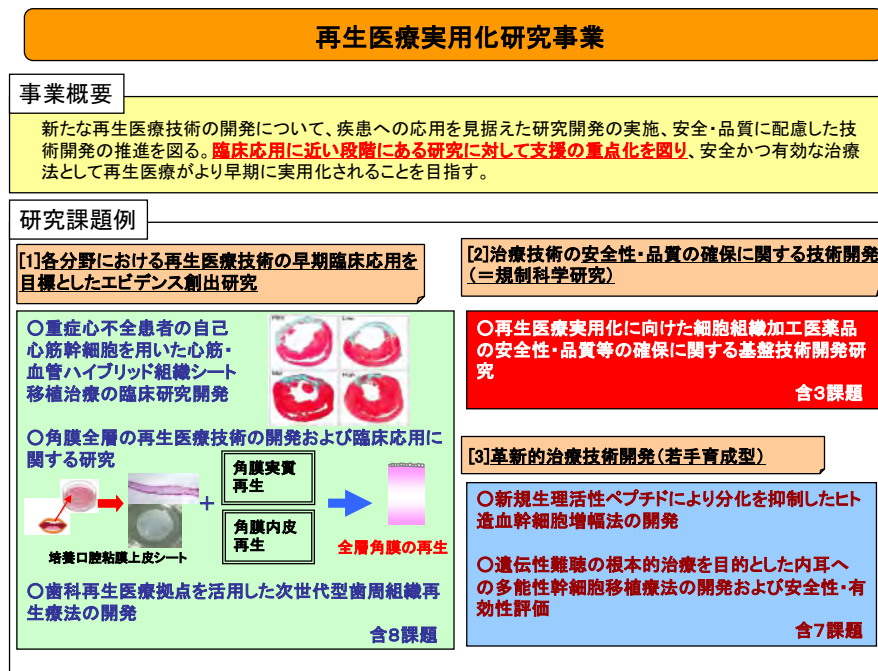 再生医療実用化研究事業
事業概要
新たな再生医療技術の開発について、疾患への応用を見据えた研究開発の実施、安全・品質に配慮した技
術開発の推進を図る。臨床応用に近い段階にある研究に対して支援の重点化を図り、安全かつ有効な治療
法として再生医療がより早期に実用化されることを目指す。
研究課題例
[1]各分野における再生医療技術の早期臨床応用を
目標としたエビデンス創出研究
○重症心不全患者の自己
心筋幹細胞を用いた心筋・
血管ハイブリッド組織シート
移植治療の臨床研究開発
○角膜全層の再生医療技術の開発および臨床応用に
関する研究
+
角膜実質
再生
角膜内皮
再生
培養口腔粘膜上皮シート
全層角膜の再生
○歯科再生医療拠点を活用した次世代型歯周組織再
生療法の開発
含8課題
[2]治療技術の安全性・品質の確保に関する技術開発
(=規制科学研究)
○再生医療実用化に向けた細胞組織加工医薬品
の安全性・品質等の確保に関する基盤技術開発研
究
含3課題
[3]革新的治療技術開発(若手育成型)
○新規生理活性ペプチドにより分化を抑制したヒト
造血幹細胞増幅法の開発
○遺伝性難聴の根本的治療を目的とした内耳へ
の多能性幹細胞移植療法の開発および安全性・有
効性評価
含7課題